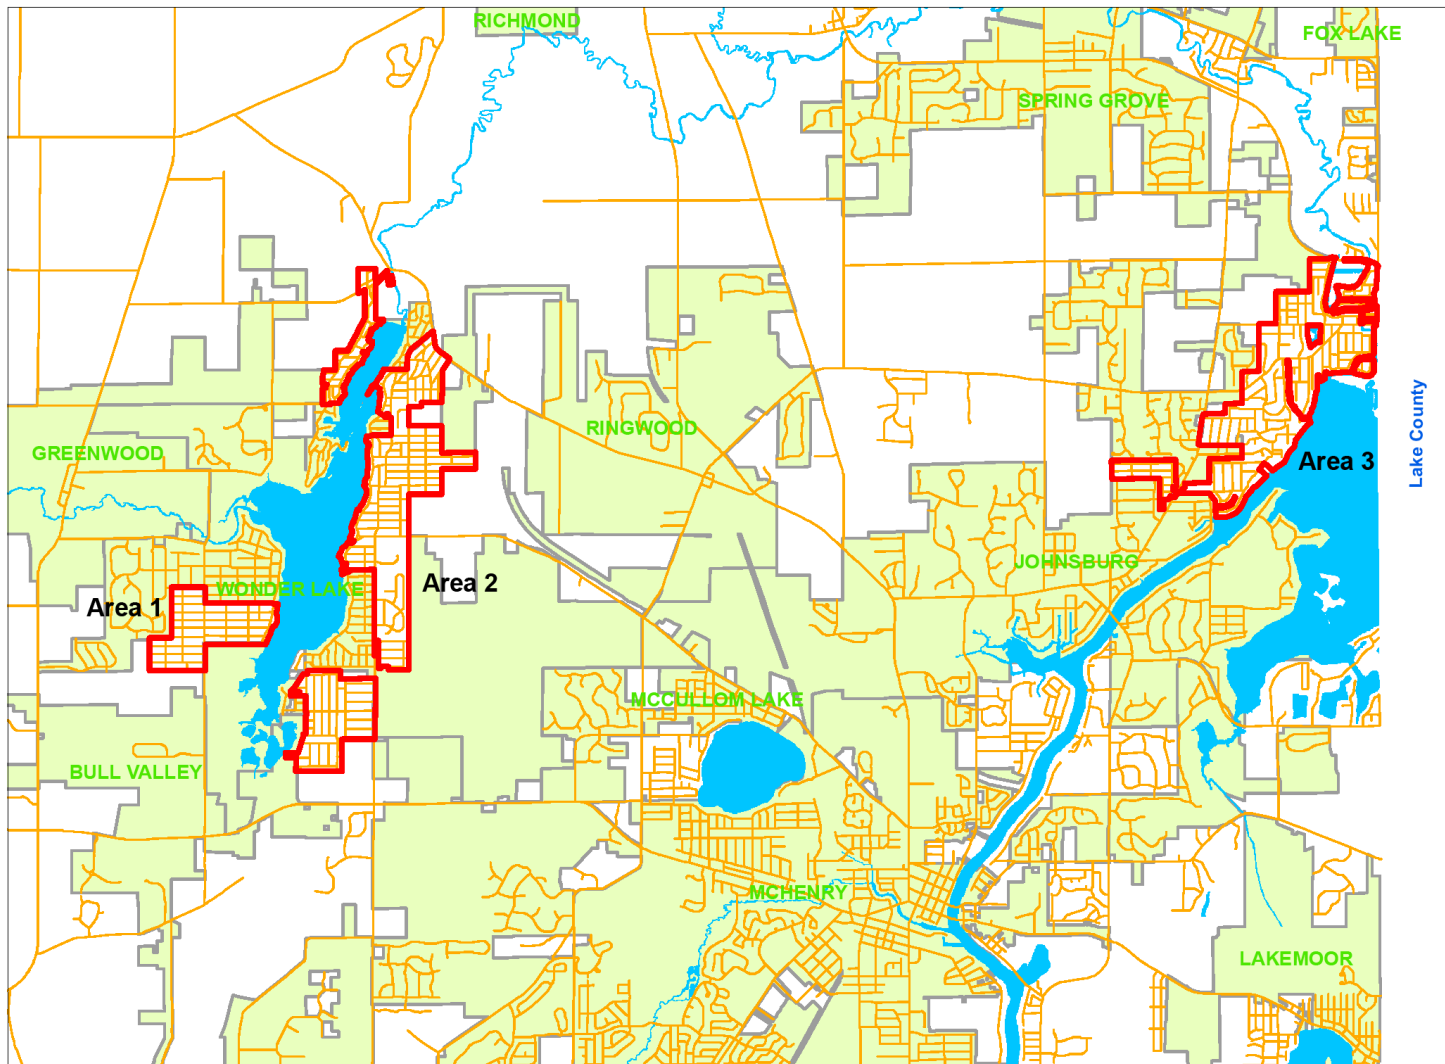 RICHMOND
FOX LAKE
SPRING GROVE
RINGWOOD
GREENWOOD
Area 3
Lake County
JOHNSBURG
Area 2
WONDER LAKE
Area 1
MCCULLOM LAKE
BULL VALLEY
MCHENRY
LAKEMOOR